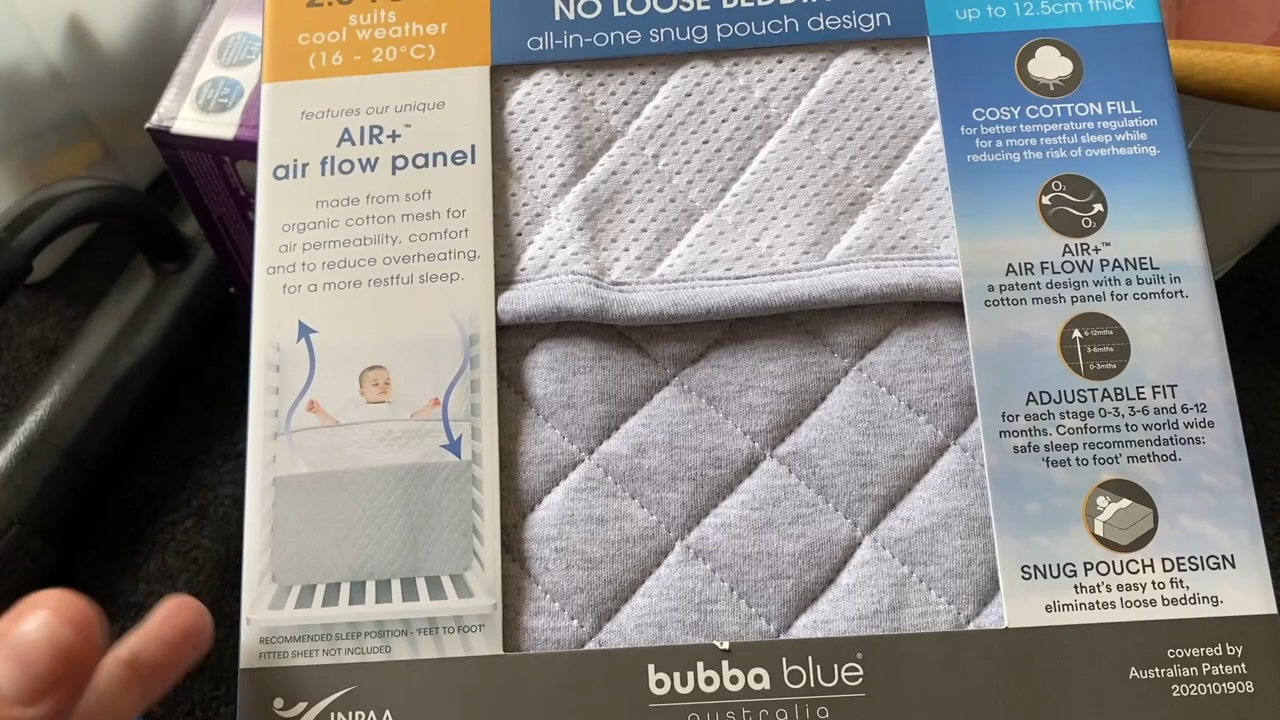 suits
cool weather
(16 - 20°C)
features our unique
AIR+™
air flow panel
made from soft
organic cotton mesh for
air permeability, comfort
and to reduce overheating,
for a more restful sleep.
RECOMMENDED SLEEP POSITION - 'FEET TO FOOT'
FITTED SHEET NOT INCLUDED
INPAA
NO LOOSE BEDDING
all-in-one snug pouch design
bubba blue®
australia
up to 12.5cm thick
COSY COTTON FILL
for better temperature regulation
for a more restful sleep while
reducing the risk of overheating.
O₂
O₂
AIR+™
AIR FLOW PANEL
a patent design with a built in
cotton mesh panel for comfort.
6-12mths
3-6mths
0-3mths
ADJUSTABLE FIT
for each stage 0-3, 3-6 and 6-12
months. Conforms to world wide
safe sleep recommendations:
'feet to foot' method.
SNUG POUCH DESIGN
that's easy to fit,
eliminates loose bedding.
covered by
Australian Patent
2020101908